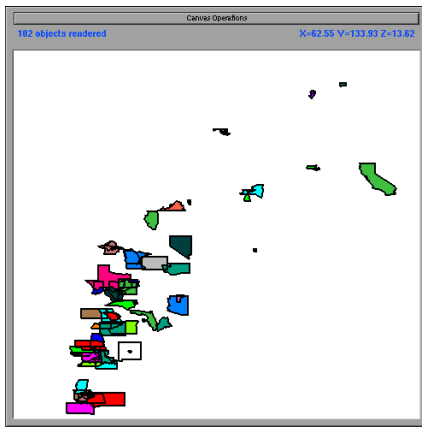 Canvas Operations
102 objects rendered X=62.55 Y=133.93 Z=13.62